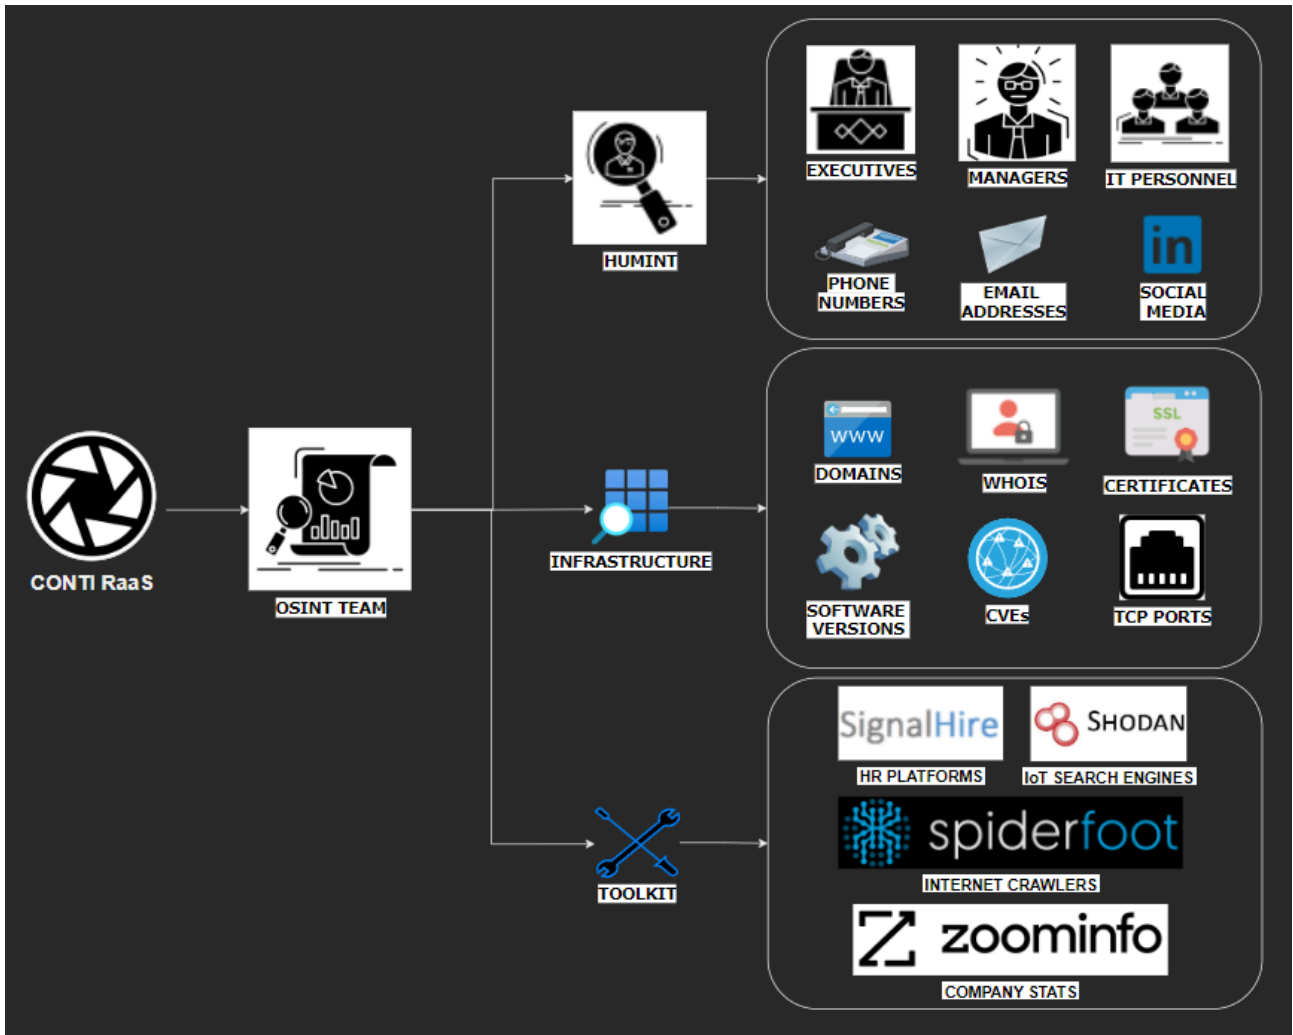 EXECUTIVES
MANAGERS
IT PERSONNEL
HUMINT
PHONE
NUMBERS
EMAIL
ADDRESSES
in
SOCIAL
MEDIA
CONTI RaaS
OSINT TEAM
INFRASTRUCTURE
WWW
DOMAINS
WHOIS
SSL
CERTIFICATES
SOFTWARE
VERSIONS
CVEs
TCP PORTS
TOOLKIT
SignalHire
HR PLATFORMS
SHODAN
IoT SEARCH ENGINES
spiderfoot
INTERNET CRAWLERS
zoominfo
COMPANY STATS